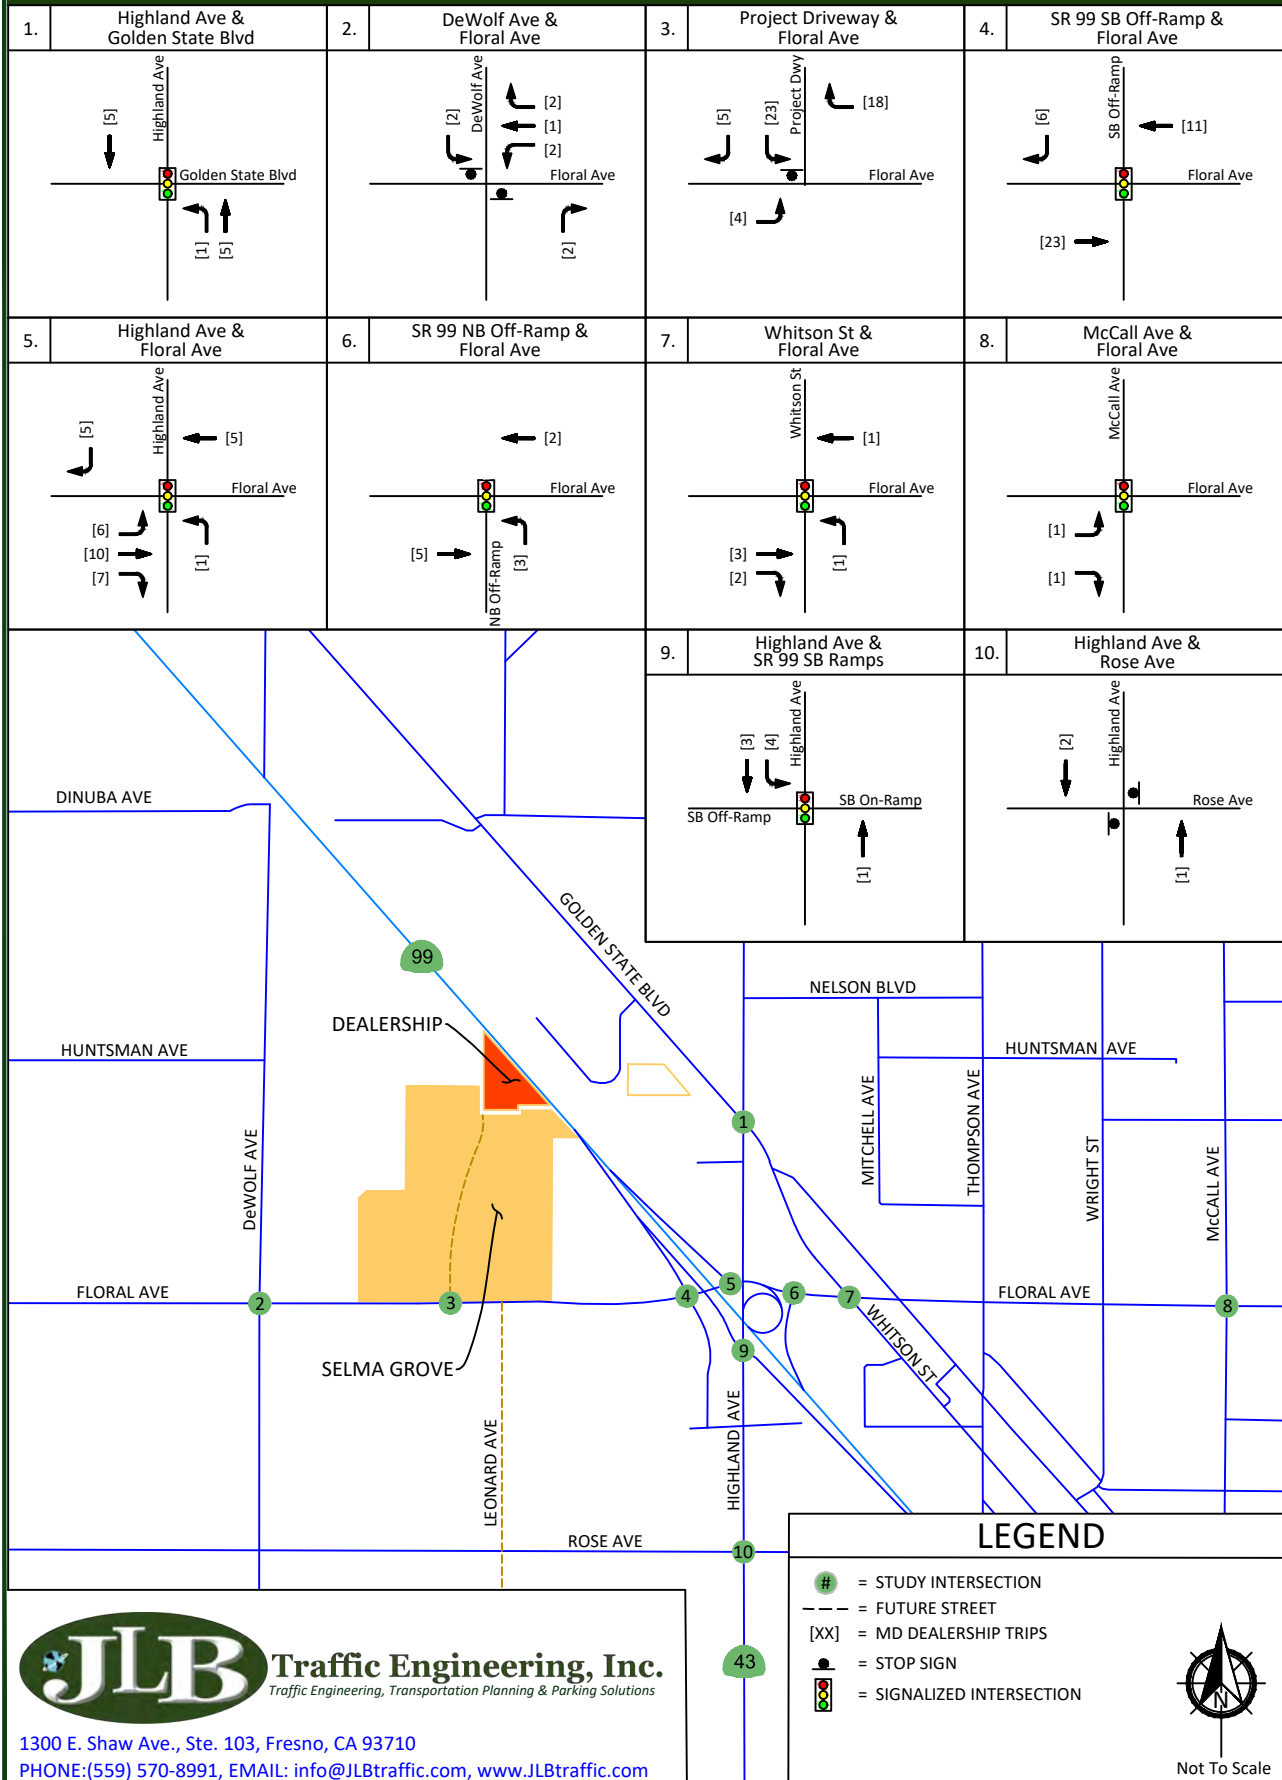 1.
Highland Ave &
Golden State Blvd
[5]
Highland Ave
Golden State Blvd
[1]
[5]
2.
DeWolf Ave &
Floral Ave
[2]
DeWolf Ave
[2]
[1]
[2]
Floral Ave
[2]
3.
Project Driveway &
Floral Ave
[5]
[23]
Project Dwy
[18]
Floral Ave
[4]
4.
SR 99 SB Off-Ramp &
Floral Ave
[6]
SB Off-Ramp
[11]
Floral Ave
[23]
5.
Highland Ave &
Floral Ave
[5]
Highland Ave
[5]
Floral Ave
[6]
[10]
[7]
[1]
6.
SR 99 NB Off-Ramp &
Floral Ave
[2]
Floral Ave
[5]
NB Off-Ramp
[3]
7.
Whitson St &
Floral Ave
Whitson St
[1]
Floral Ave
[3]
[2]
[1]
8.
McCall Ave &
Floral Ave
McCall Ave
Floral Ave
[1]
[1]
9.
Highland Ave &
SR 99 SB Ramps
[3]
[4]
Highland Ave
SB On-Ramp
SB Off-Ramp
[1]
10.
Highland Ave &
Rose Ave
[2]
Highland Ave
Rose Ave
[1]
DINUBA AVE
99
GOLDEN STATE BLVD
NELSON BLVD
DEALERSHIP
HUNTSMAN AVE
HUNTSMAN AVE
1
MITCHELL AVE
THOMPSON AVE
WRIGHT ST
McCALL AVE
DeWOLF AVE
FLORAL AVE
2
3
4
5
6
7
FLORAL AVE
8
9
WHITSON ST
SELMA GROVE
HIGHLAND AVE
LEONARD AVE
ROSE AVE
10
43
LEGEND
# = STUDY INTERSECTION
= FUTURE STREET
[XX] = MD DEALERSHIP TRIPS
= STOP SIGN
= SIGNALIZED INTERSECTION
N
Not To Scale
JLB
Traffic Engineering, Inc.
Traffic Engineering, Transportation Planning & Parking Solutions
1300 E. Shaw Ave., Ste. 103, Fresno, CA 93710
PHONE:(559) 570-8991, EMAIL: info@JLBtraffic.com, www.JLBtraffic.com